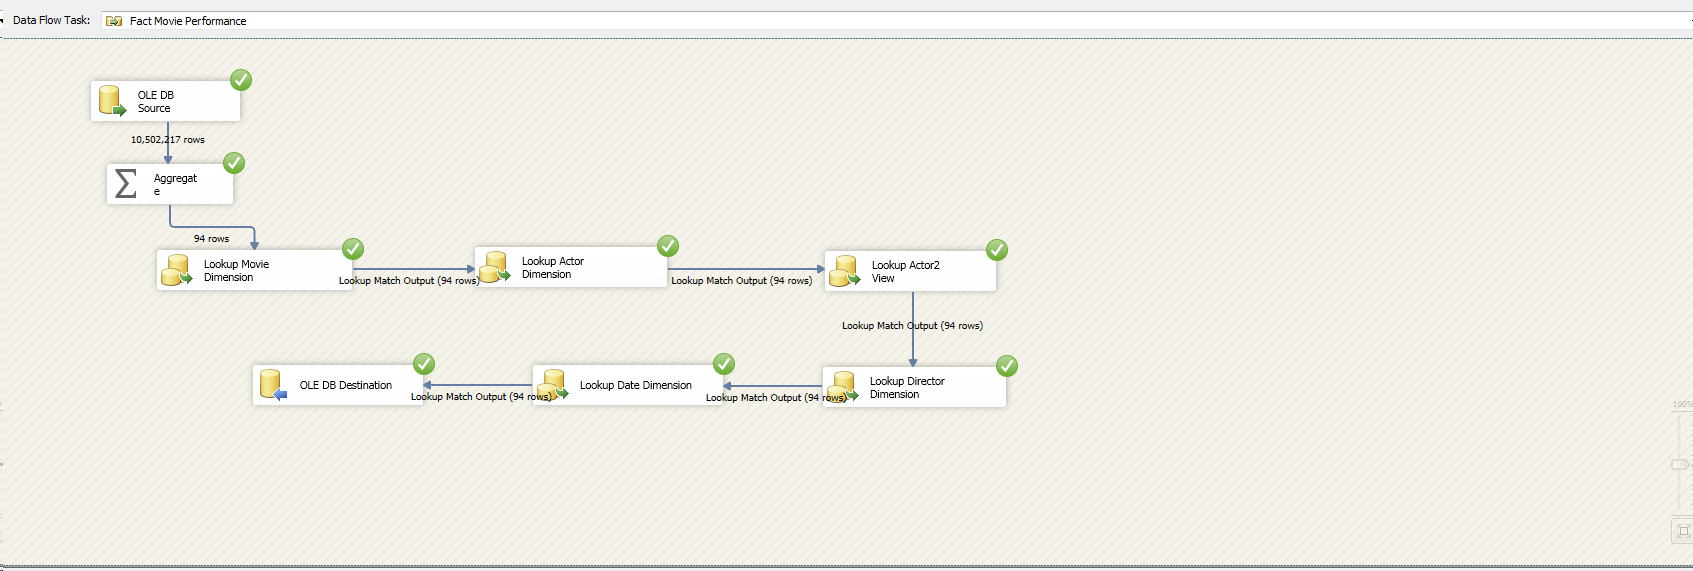 Data Flow Task: Fact Movie Performance
OLE DB
Source
10,502,217 rows
Aggregat
e
94 rows
Lookup Movie
Dimension
Lookup Match Output (94 rows)
Lookup Actor
Dimension
Lookup Match Output (94 rows)
Lookup Actor2
View
Lookup Match Output (94 rows)
Lookup Director
Dimension
Lookup Match Output (94 rows)
Lookup Date Dimension
Lookup Match Output (94 rows)
OLE DB Destination
100%